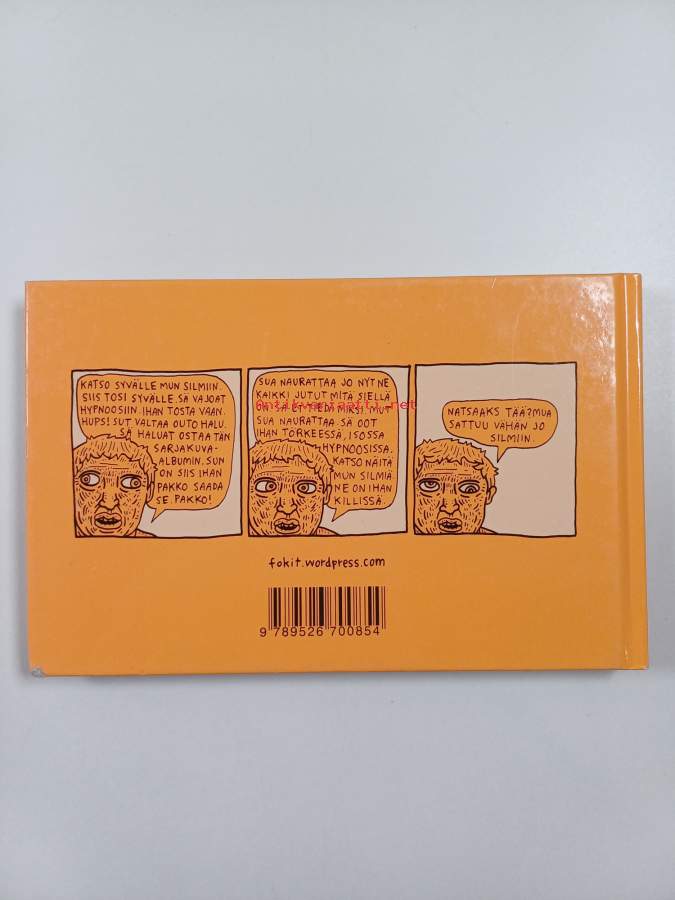 KATSO SYVÄLLE MUN SILMIIN.
SIIS TOSI SYVÄLLE. SÄ VAJOAT
HYPNOOSIIN IHAN TOSTA VAAN.
HUPS! SUT VALTAA OUTO HALU.
SÄ HALUAT OSTAA TÄN
SARJAKUVA-
ALBUMIN. SUN
ON SIIS IHAN
PAKKO SAADA
SE. PAKKO!
SUA NAURATTAA JO NYT NE
KAIKKI JUTUT MITÄ SIELLÄ
SUA NAURATTAA. SÄ OOT
IHAN TÖRKEESSÄ, ISOSSA
HYPNOOSISSA.
KATSO NÄITÄ
MUN SILMIÄ
NE ON IHAN
KILLISSÄ.
NATSAAKS TÄÄ? MUA
SATTUU VÄHÄN JO
SILMIIN.
antikvariaatti.net
fokit.wordpress.com
9 789526 700854